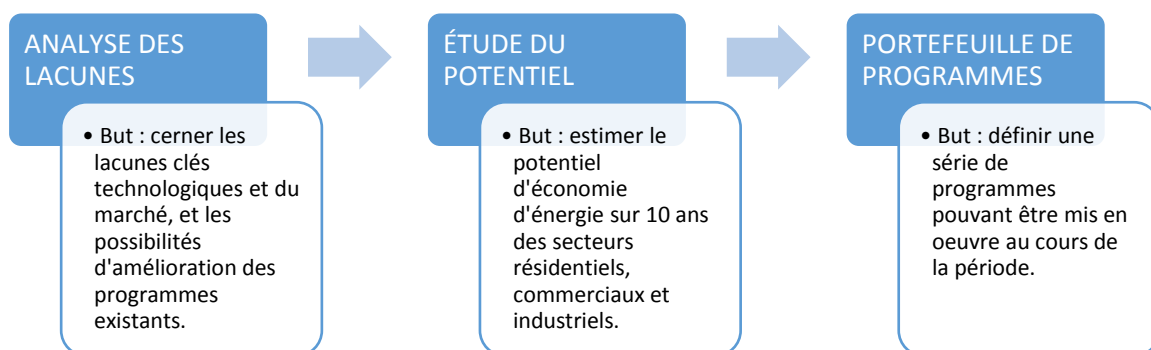 ANALYSE DES
LACUNES
• But : cerner les
lacunes clés
technologiques et du
marché, et les
possibilités
d'amélioration des
programmes
existants.
ÉTUDE DU
POTENTIEL
• But : estimer le
potentiel
d'économie
d'énergie sur 10 ans
des secteurs
résidentiels,
commerciaux et
industriels.
PORTEFEUILLE DE
PROGRAMMES
• But : définir une
série de
programmes
pouvant être mis en
oeuvre au cours de
la période.